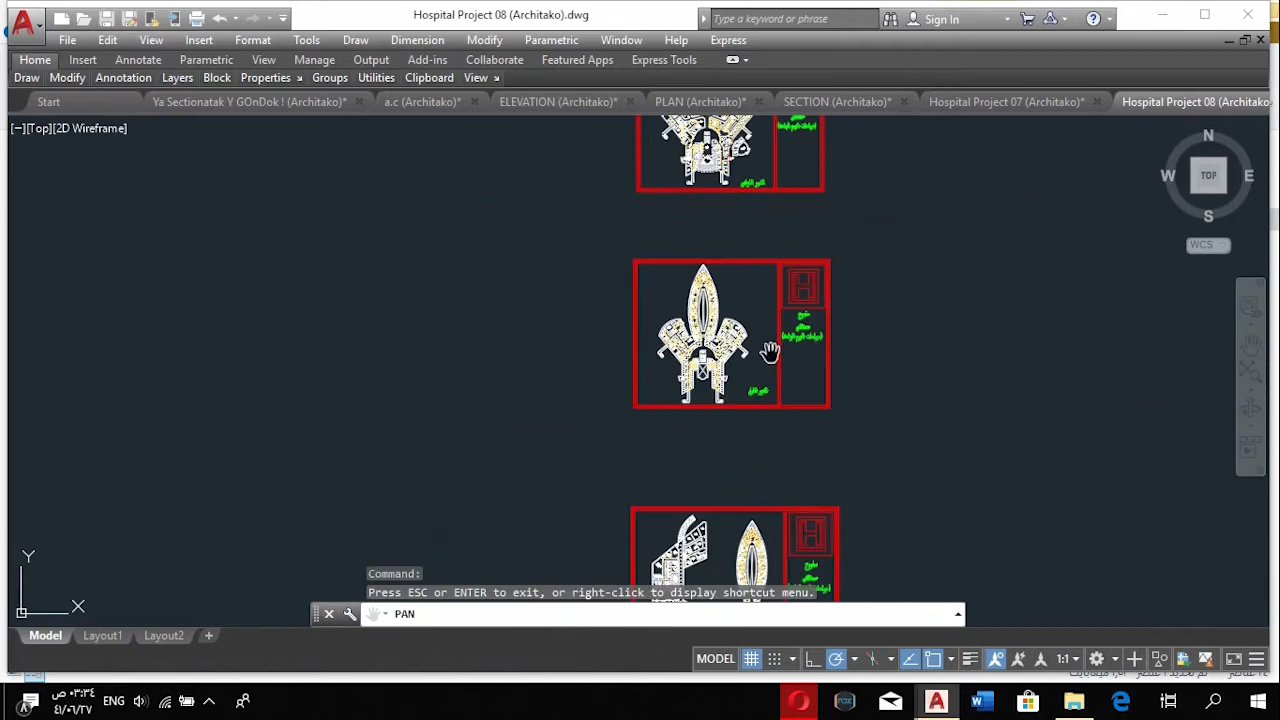 Hospital Project 08 (Architako).dwg
Type a keyword or phrase
Sign In
File Edit View Insert Format Tools Draw Dimension Modify Parametric Window Help Express
Home Insert Annotate Parametric View Manage Output Add-ins Collaborate Featured Apps Express Tools
Draw Modify Annotation Layers Block Properties Groups Utilities Clipboard View
Start
Ya Sectionatak Y GOnDok ! (Architako)*
a.c (Architako)*
ELEVATION (Architako)*
PLAN (Architako)*
SECTION (Architako)*
Hospital Project 07 (Architako)*
Hospital Project 08 (Architako
[−][Top][2D Wireframe]
N
W TOP E
S
WCS
H
H
Y
X
Command:
Press ESC or ENTER to exit, or right-click to display shortcut menu.
PAN
Model Layout1 Layout2 +
MODEL
1:1
٠٣:٣٤ ص
٤١/٠٦/٢٧
ENG